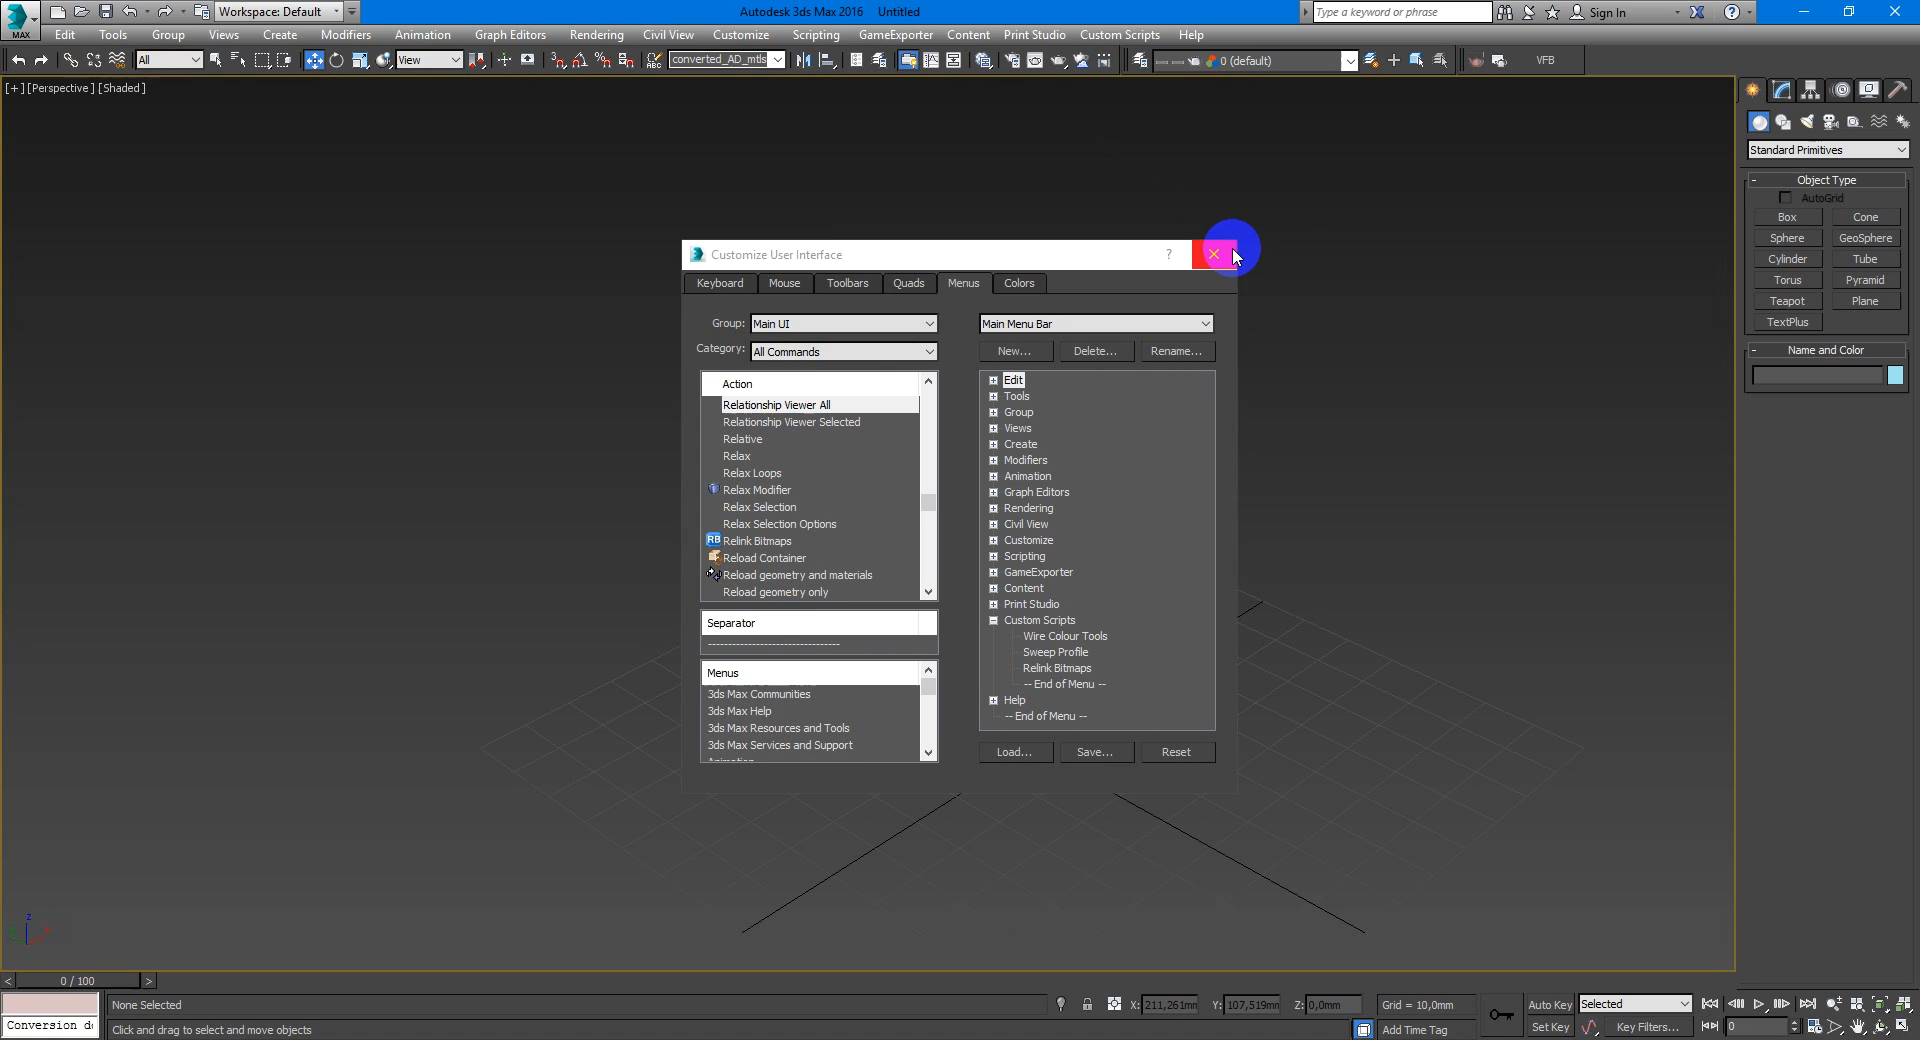 MAX
Workspace: Default
Autodesk 3ds Max 2016 Untitled
Type a keyword or phrase
Sign In
Edit Tools Group Views Create Modifiers Animation Graph Editors Rendering Civil View Customize Scripting GameExporter Content Print Studio Custom Scripts Help
All View converted_AD_mtls 0 (default) VFB
[+] [Perspective] [Shaded]
Standard Primitives
- Object Type
AutoGrid
Box Cone
Sphere GeoSphere
Cylinder Tube
Torus Pyramid
Teapot Plane
TextPlus
- Name and Color
Customize User Interface
Keyboard Mouse Toolbars Quads Menus Colors
Group: Main UI
Category: All Commands
Action
Relationship Viewer All
Relationship Viewer Selected
Relative
Relax
Relax Loops
Relax Modifier
Relax Selection
Relax Selection Options
RB Relink Bitmaps
Reload Container
Reload geometry and materials
Reload geometry only
Separator
---------------------------------
Menus
3ds Max Communities
3ds Max Help
3ds Max Resources and Tools
3ds Max Services and Support
Main Menu Bar
New... Delete... Rename...
Edit
Tools
Group
Views
Create
Modifiers
Animation
Graph Editors
Rendering
Civil View
Customize
Scripting
GameExporter
Content
Print Studio
Custom Scripts
Wire Colour Tools
Sweep Profile
Relink Bitmaps
-- End of Menu --
Help
-- End of Menu --
Load... Save... Reset
z
0 / 100
None Selected
X: 211,261mm Y: 107,519mm Z: 0,0mm Grid = 10,0mm
Auto Key Selected
Conversion do
Click and drag to select and move objects
Add Time Tag
Set Key Key Filters... 0